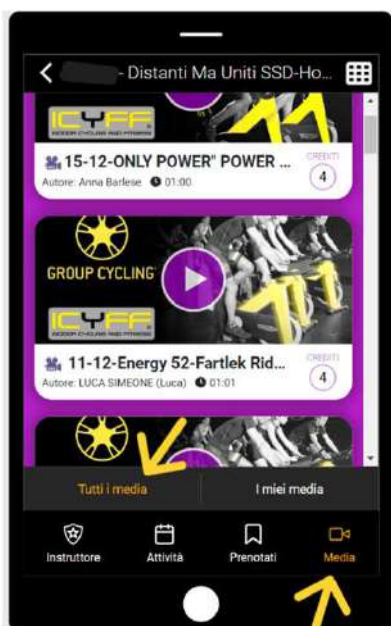 - Distanti Ma Uniti SSD-Ho...
ICYFF
INDOOR CYCLING AND FITNESS
15-12-ONLY POWER" POWER ...
CREDITI
Autore: Anna Barlese 01:00
4
GROUP CYCLING
ICYFF
INDOOR CYCLING AND FITNESS
11-12-Energy 52-Fartlek Rid...
CREDITI
Autore: LUCA SIMEONE (Luca) 01:01
4
Tutti i media
I miei media
Instruttore
Attività
Prenotati
Media